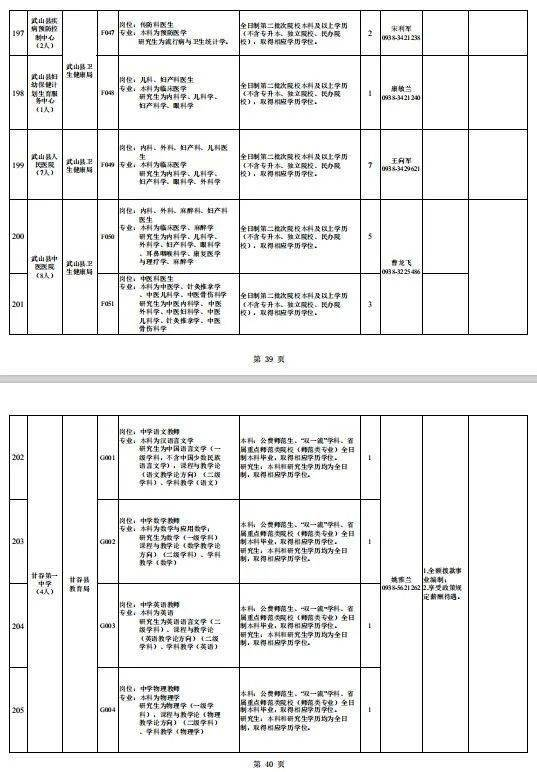 197
武山县疾
病预防控
制中心
（2人）
F047
岗位：传防科医生
专业：本科为预防医学
研究生为流行病与卫生统计学。
全日制第二批次院校本科及以上学历
（不含专升本、独立院校、民办院
校），取得相应学历学位。
2
宋利军
0938-3421238
198
武山县妇
幼保健计
划生育服
务中心
（1人）
武山县卫
生健康局
F048
岗位：儿科、妇产科医生
专业：本科为临床医学
研究生为内科学、儿科学、
妇产科学、眼科学
全日制第二批次院校本科及以上学历
（不含专升本、独立院校、民办院
校），取得相应学历学位。
1
康敏兰
0938-3421240
199
武山县人
民医院
（7人）
武山县卫
生健康局
F049
岗位：内科、外科、妇产科、儿科医
生
专业：本科为临床医学
研究生为内科学、儿科学、
妇产科学、眼科学、外科学
全日制第二批次院校本科及以上学历
（不含专升本、独立院校、民办院
校），取得相应学历学位。
7
王向军
0938-3429621
200
武山县中
医医院
（8人）
武山县卫
生健康局
F050
岗位：内科、外科、麻醉科、妇产科
医生
专业：本科为临床医学、麻醉学
研究生为内科学、儿科学、
外科学、妇产科学、眼科学
、耳鼻咽喉科学、康复医学
与理疗学、麻醉学
全日制第二批次院校本科及以上学历
（不含专升本、独立院校、民办院
校），取得相应学历学位。
5
曹龙飞
0938-3225486
201
F051
岗位：中医科医生
专业：本科为中医学、针灸推拿学
、中医儿科学、中医骨伤科学
研究生为中医内科学、中医
外科学、中医妇科学、中医
儿科学、针灸推拿学、中医
骨伤科学
全日制第二批次院校本科及以上学历
（不含专升本、独立院校、民办院
校），取得相应学历学位。
3
第 39 页
202
G001
岗位：中学语文教师
专业：本科为汉语言文学
研究生为中国语言文学（一
级学科，不含中国少数民族
语言文学），课程与教学论
（语文教学论方向）（二级
学科）、学科教学（语文）
本科：公费师范生、“双一流”学科、省
属重点师范类院校（师范类专业）全日
制本科毕业，取得相应学历学位。
研究生：本科和研究生学历均为全日
制，取得相应学历学位。
1
203
G002
岗位：中学数学教师
专业：本科为数学与应用数学；
研究生为数学（一级学科）
课程与教学论（数学教学论
方向）（二级学科）、学科
教学（数学）
本科：公费师范生、“双一流”学科、省
属重点师范类院校（师范类专业）全日
制本科毕业，取得相应学历学位。
研究生：本科和研究生学历均为全日
制，取得相应学历学位。
1
甘谷第一
中学
（4人）
甘谷县
教育局
姚雅兰
0938-5621262
1.全额拨款事
业编制；
2.享受政策规
定薪酬待遇。
204
G003
岗位：中学英语教师
专业：本科为英语
研究生为英语语言文学（二
级学科）、课程与教学论
（英语教学论方向）（二级
学科）、学科教学（英语）
本科：公费师范生、“双一流”学科、省
属重点师范类院校（师范类专业）全日
制本科毕业，取得相应学历学位。
研究生：本科和研究生学历均为全日
制，取得相应学历学位。
1
205
G004
岗位：中学物理教师
专业：本科为物理学
研究生为物理学（一级学
科），课程与教学论（物理
教学论方向）（二级学科）
、学科教学（物理学）
本科：公费师范生、“双一流”学科、省
属重点师范类院校（师范类专业）全日
制本科毕业，取得相应学历学位。
研究生：本科和研究生学历均为全日
制，取得相应学历学位。
1
第 40 页